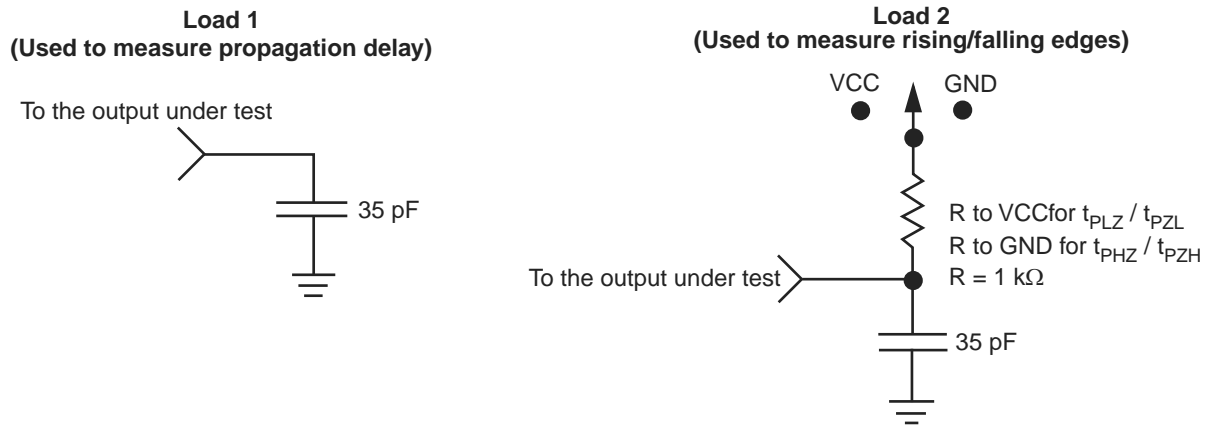 Load 1
(Used to measure propagation delay)
To the output under test
35 pF
Load 2
(Used to measure rising/falling edges)
VCC
GND
R to VCCfor tPLZ / tPZL
R to GND for tPHZ / tPZH
R = 1 kΩ
To the output under test
35 pF